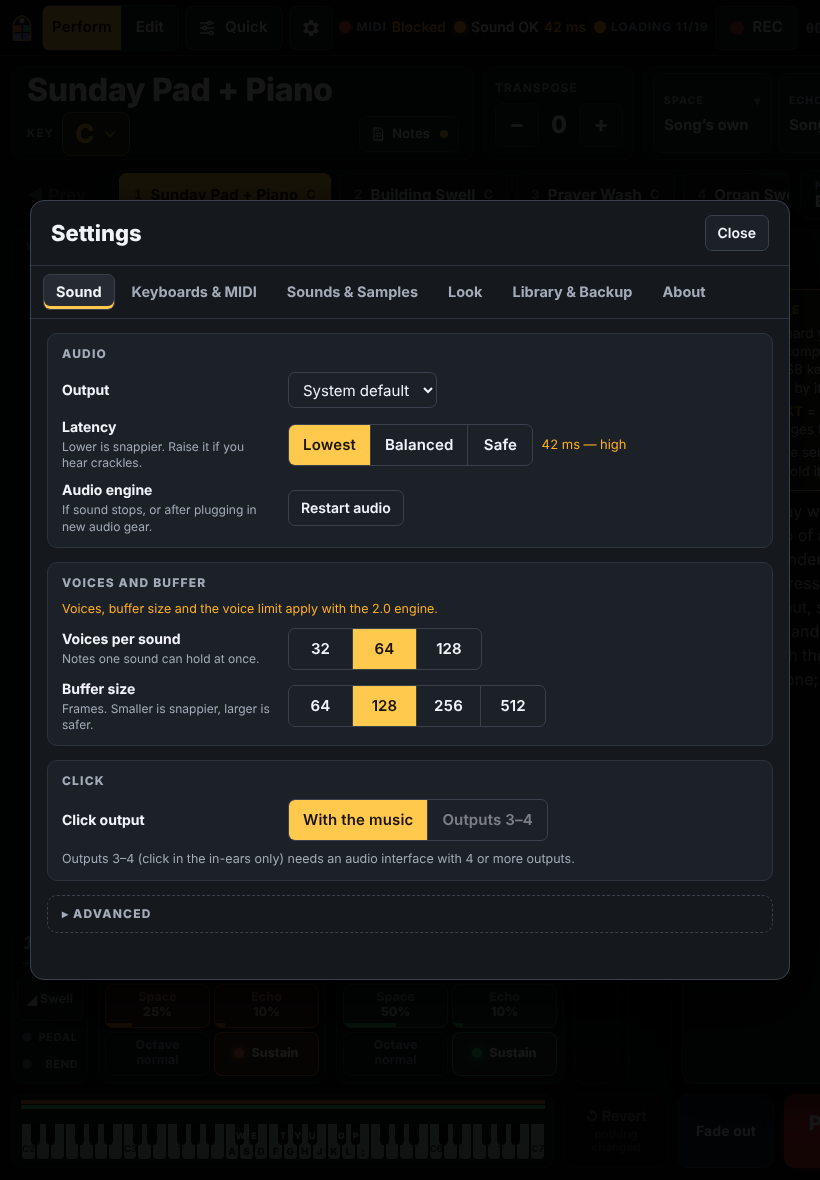 Perform
Edit
Quick
MIDI Blocked
Sound OK 42 ms
LOADING 11/19
REC
Sunday Pad + Piano
KEY
C
Notes
TRANSPOSE
− 0 +
SPACE
Song's own
Prev
1 Sunday Pad + Piano C
2 Building Swell C
3 Prayer Wash C
Settings
Close
Sound
Keyboards & MIDI
Sounds & Samples
Look
Library & Backup
About
AUDIO
Output
System default
Latency
Lower is snappier. Raise it if you
hear crackles.
Lowest
Balanced
Safe
42 ms — high
Audio engine
If sound stops, or after plugging in
new audio gear.
Restart audio
VOICES AND BUFFER
Voices, buffer size and the voice limit apply with the 2.0 engine.
Voices per sound
Notes one sound can hold at once.
32
64
128
Buffer size
Frames. Smaller is snappier, larger is
safer.
64
128
256
512
CLICK
Click output
With the music
Outputs 3–4
Outputs 3–4 (click in the in-ears only) needs an audio interface with 4 or more outputs.
▸ ADVANCED
Swell
PEDAL
BEND
Space
25%
Echo
10%
Octave
normal
Sustain
Space
50%
Echo
10%
Octave
normal
Sustain
Revert
nothing
changed
Fade out